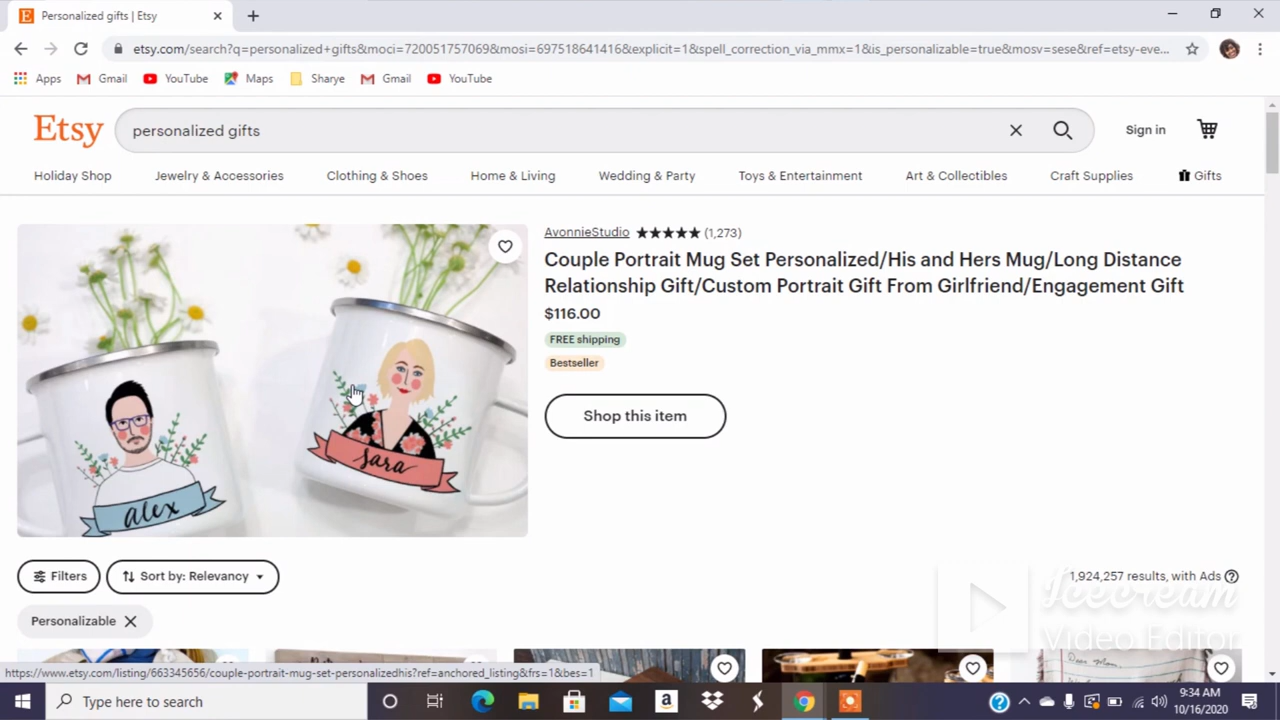 Personalized gifts | Etsy
etsy.com/search?q=personalized+gifts&moci=720051757069&mosi=697518641416&explicit=1&spell_correction_via_mmx=1&is_personalizable=true&mosv=sese&ref=etsy-eve...
Apps Gmail YouTube Maps Sharye Gmail YouTube
Etsy personalized gifts Sign in
Holiday Shop Jewelry & Accessories Clothing & Shoes Home & Living Wedding & Party Toys & Entertainment Art & Collectibles Craft Supplies Gifts
AvonnieStudio ★★★★★ (1,273)
Couple Portrait Mug Set Personalized/His and Hers Mug/Long Distance
Relationship Gift/Custom Portrait Gift From Girlfriend/Engagement Gift
$116.00
FREE shipping
Bestseller
Shop this item
sara
alex
Filters Sort by: Relevancy 1,924,257 results, with Ads
Personalizable
Icecream
Video Editor
Dear Mom,
https://www.etsy.com/listing/663345656/couple-portrait-mug-set-personalizedhis?ref=anchored_listing&frs=1&bes=1
Type here to search
9:34 AM
10/16/2020